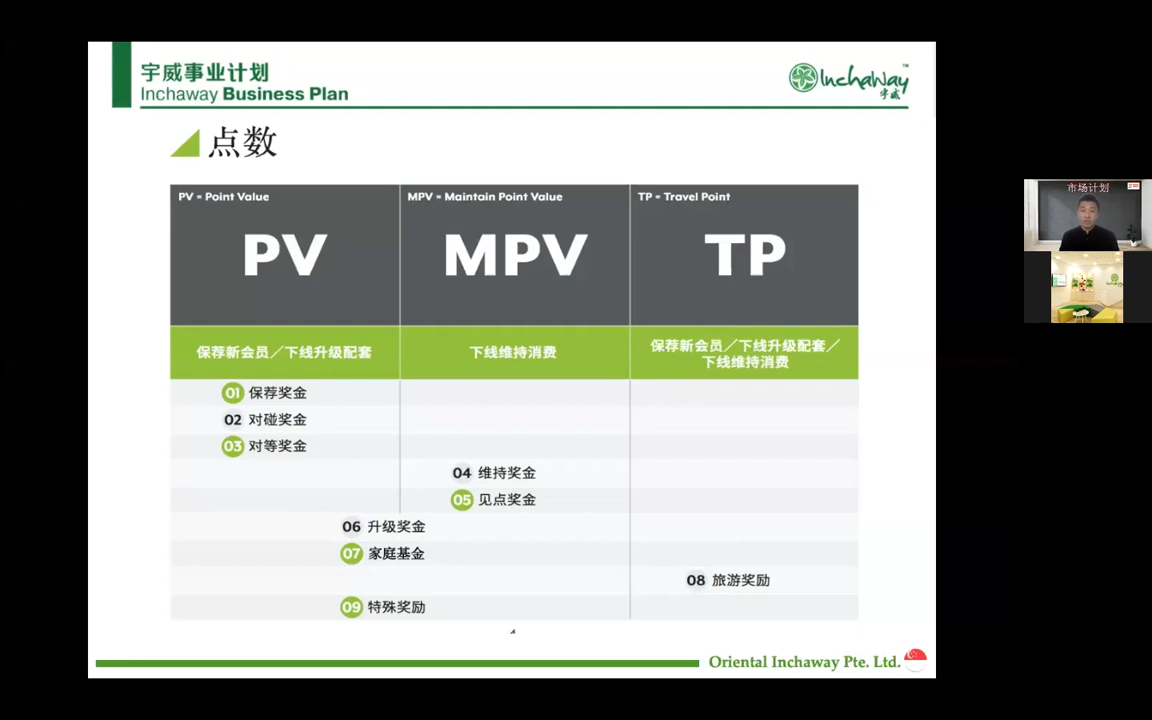 宇威事业计划
Inchaway Business Plan
Inchaway™
宇威
点数
PV = Point Value
MPV = Maintain Point Value
TP = Travel Point
PV
MPV
TP
保荐新会员／下线升级配套
下线维持消费
保荐新会员／下线升级配套／
下线维持消费
01 保荐奖金
02 对碰奖金
03 对等奖金
04 维持奖金
05 见点奖金
06 升级奖金
07 家庭基金
08 旅游奖励
09 特殊奖励
Oriental Inchaway Pte. Ltd.
市场计划